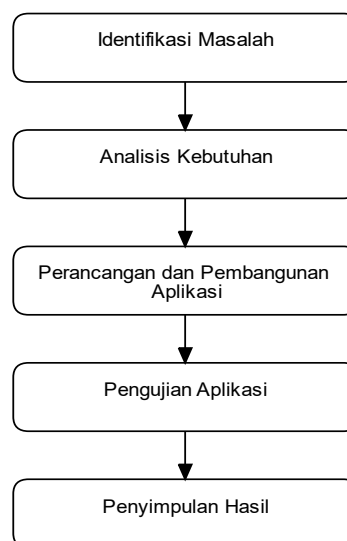 Identifikasi Masalah
Analisis Kebutuhan
Perancangan dan Pembangunan
Aplikasi
Pengujian Aplikasi
Penyimpulan Hasil